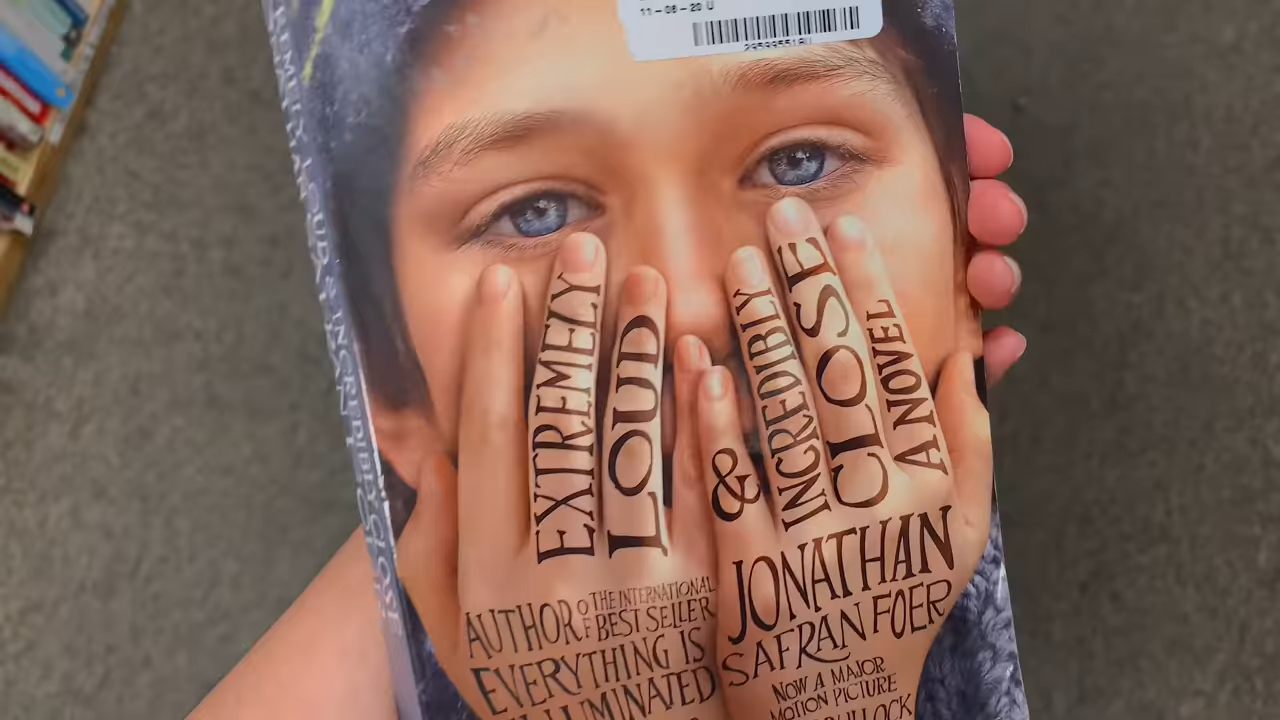 11-08-20 U
EXTREMELY
LOUD
&
INCREDIBLY
CLOSE
A NOVEL
JONATHAN
SAFRAN FOER
AUTHOR OF THE INTERNATIONAL
BEST SELLER
EVERYTHING IS
ILLUMINATED
NOW A MAJOR
MOTION PICTURE